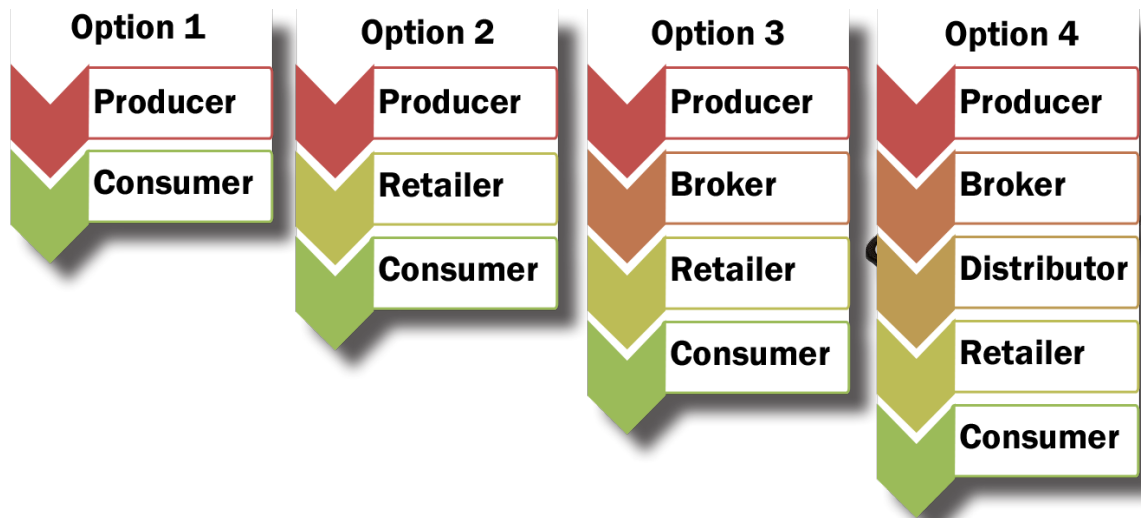 Option 1
Producer
Consumer
Option 2
Producer
Retailer
Consumer
Option 3
Producer
Broker
Retailer
Consumer
Option 4
Producer
Broker
Distributor
Retailer
Consumer